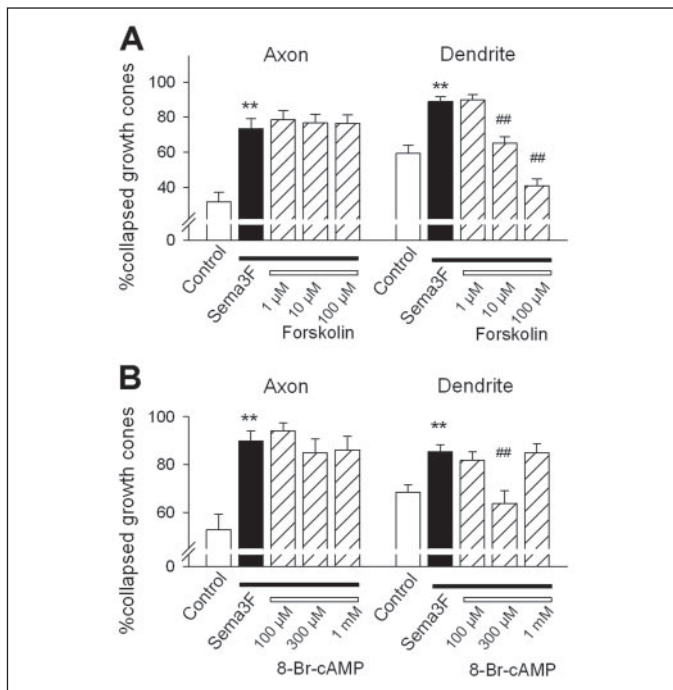 A
Axon
Dendrite
%collapsed growth cones
100
80
60
40
0
**
**
##
##
Control
Sema3F
1 μM
10 μM
100 μM
Forskolin
Control
Sema3F
1 μM
10 μM
100 μM
Forskolin
B
Axon
Dendrite
%collapsed growth cones
100
80
60
0
**
**
##
Control
Sema3F
100 μM
300 μM
1 mM
8-Br-cAMP
Control
Sema3F
100 μM
300 μM
1 mM
8-Br-cAMP